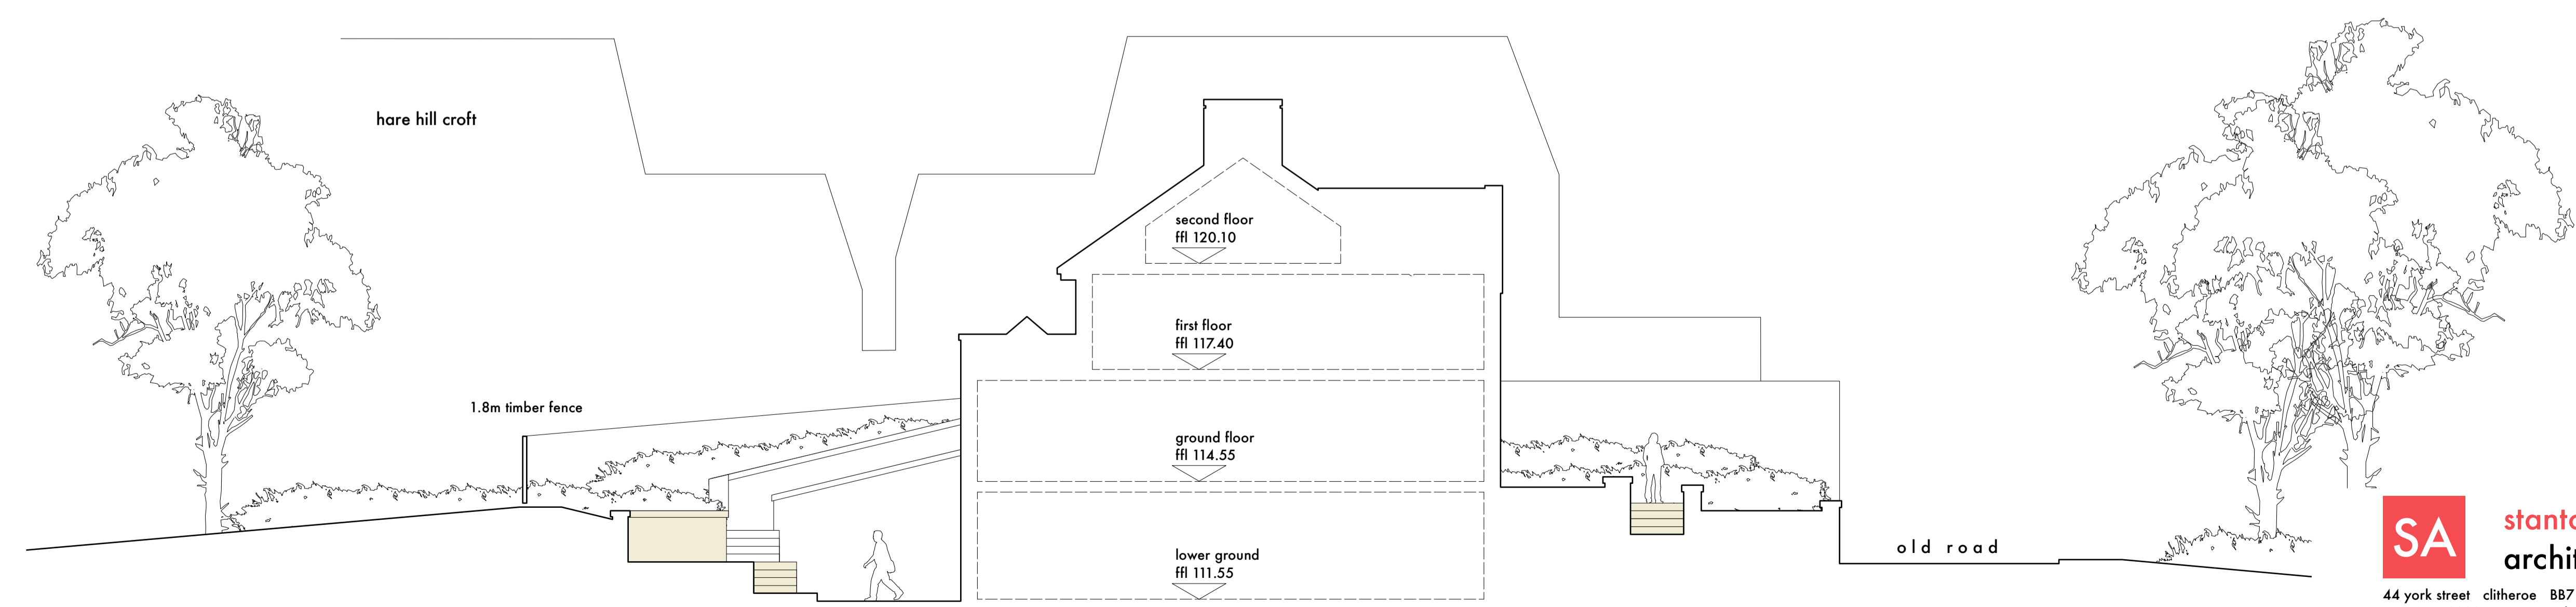 hare hill croft
second floor
ffl 120.10
first floor
ffl 117.40
1.8m timber fence
ground floor
ffl 114.55
lower ground
ffl 111.55
old road
SA
archit
44 york street clitheroe BB7